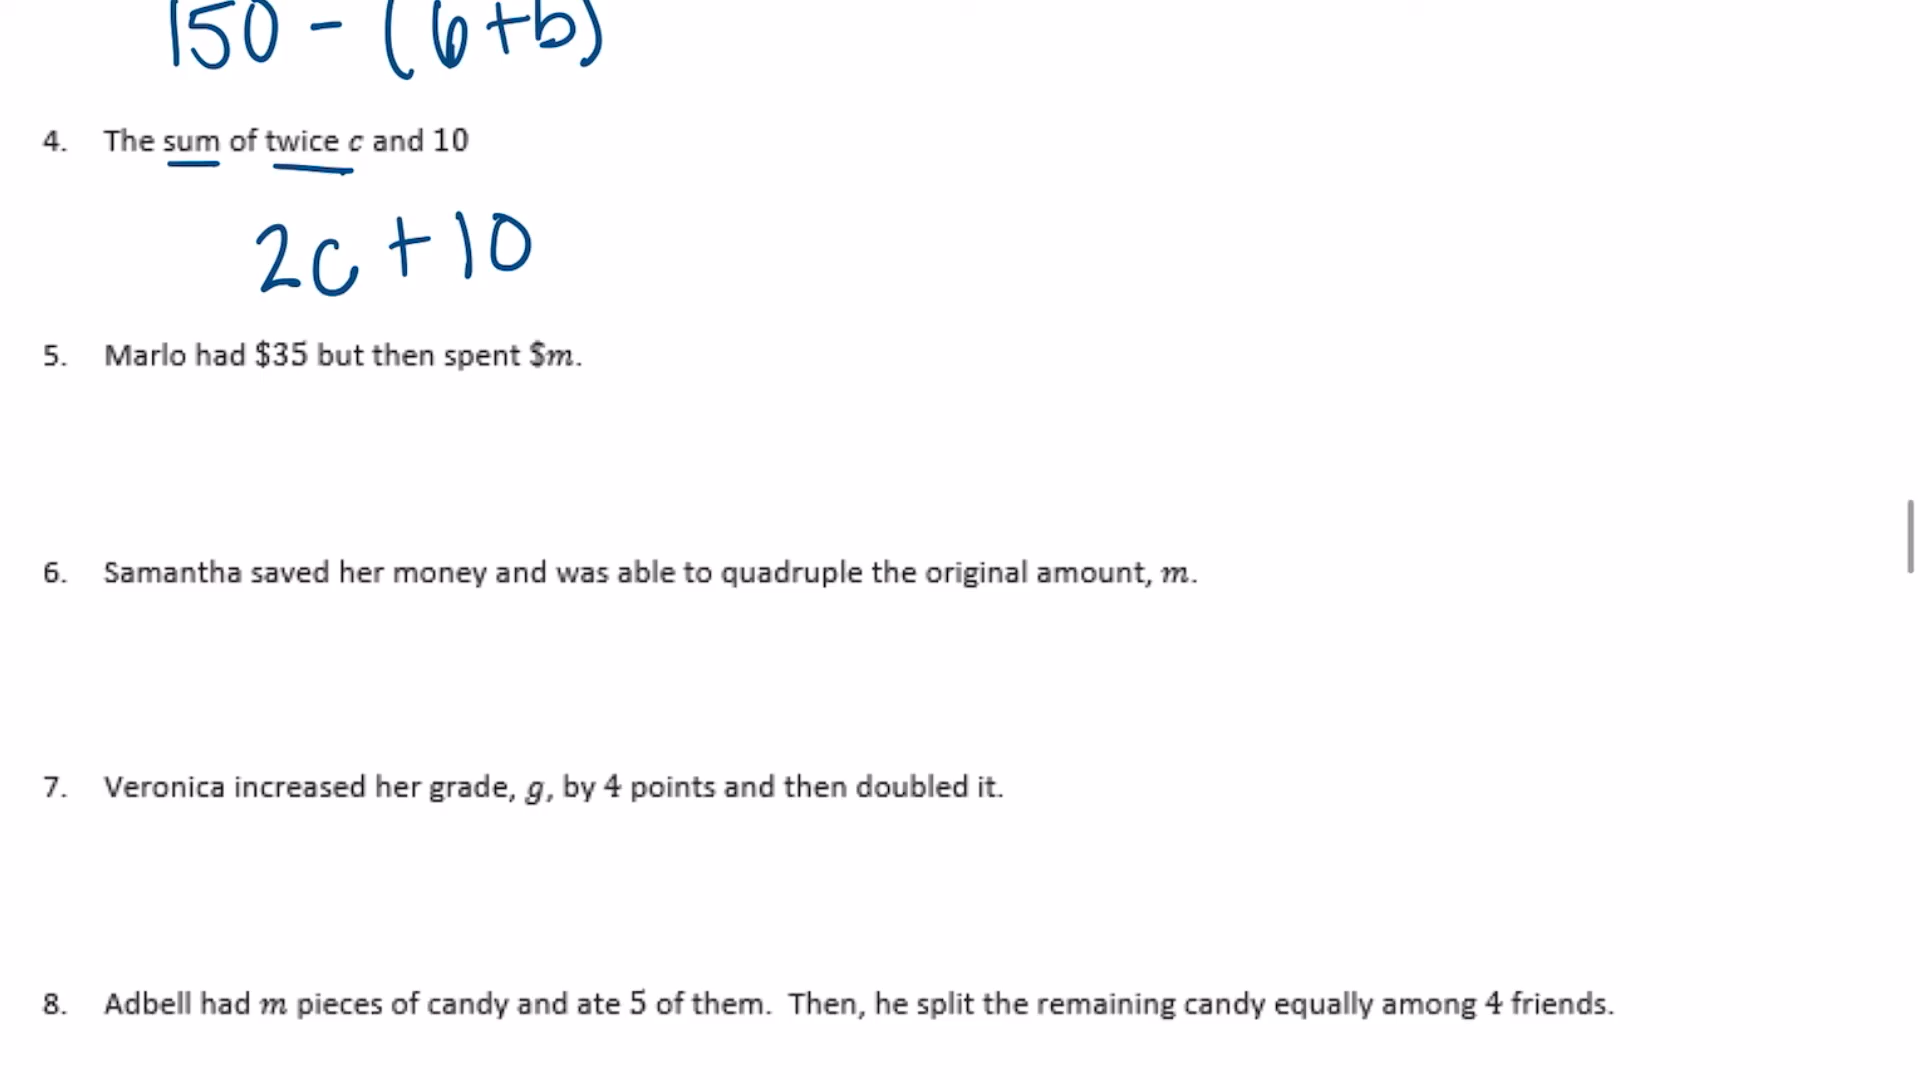 150 - (6+b)
4. The sum of twice c and 10
2c + 10
5. Marlo had $35 but then spent $m.
6. Samantha saved her money and was able to quadruple the original amount, m.
7. Veronica increased her grade, g, by 4 points and then doubled it.
8. Adbell had m pieces of candy and ate 5 of them. Then, he split the remaining candy equally among 4 friends.